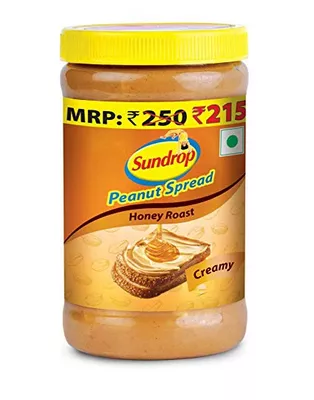 MRP: ₹250 ₹215
Sundrop
Peanut Spread
Honey Roast
Creamy